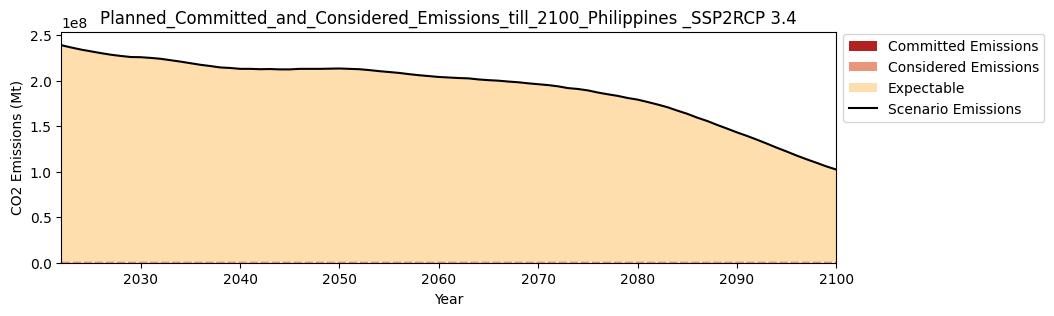 Planned_Committed_and_Considered_Emissions_till_2100_Philippines _SSP2RCP 3.4
1e8
2.5
2.0
1.5
1.0
0.5
0.0
CO2 Emissions (Mt)
2030
2040
2050
2060
2070
2080
2090
2100
Year
Committed Emissions
Considered Emissions
Expectable
Scenario Emissions